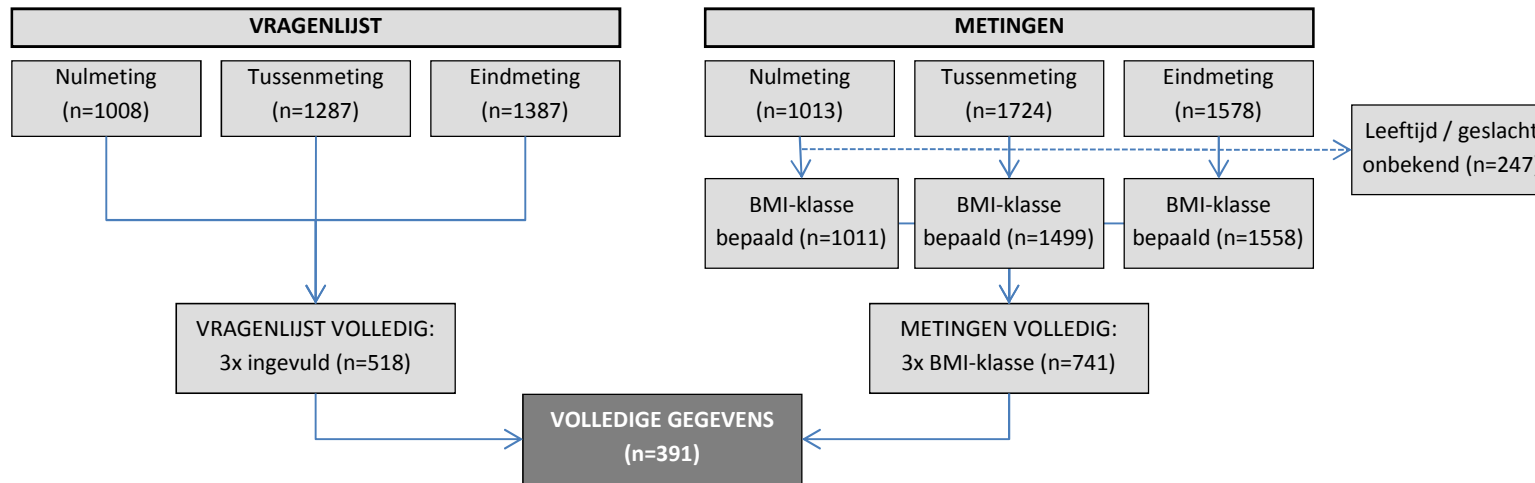 VRAGENLIJST
Nulmeting
(n=1008)
Tussenmeting
(n=1287)
Eindmeting
(n=1387)
VRAGENLIJST VOLLEDIG:
3x ingevuld (n=518)
METINGEN
Nulmeting
(n=1013)
Tussenmeting
(n=1724)
Eindmeting
(n=1578)
Leeftijd / geslacht
onbekend (n=247)
BMI-klasse
bepaald (n=1011)
BMI-klasse
bepaald (n=1499)
BMI-klasse
bepaald (n=1558)
METINGEN VOLLEDIG:
3x BMI-klasse (n=741)
VOLLEDIGE GEGEVENS
(n=391)